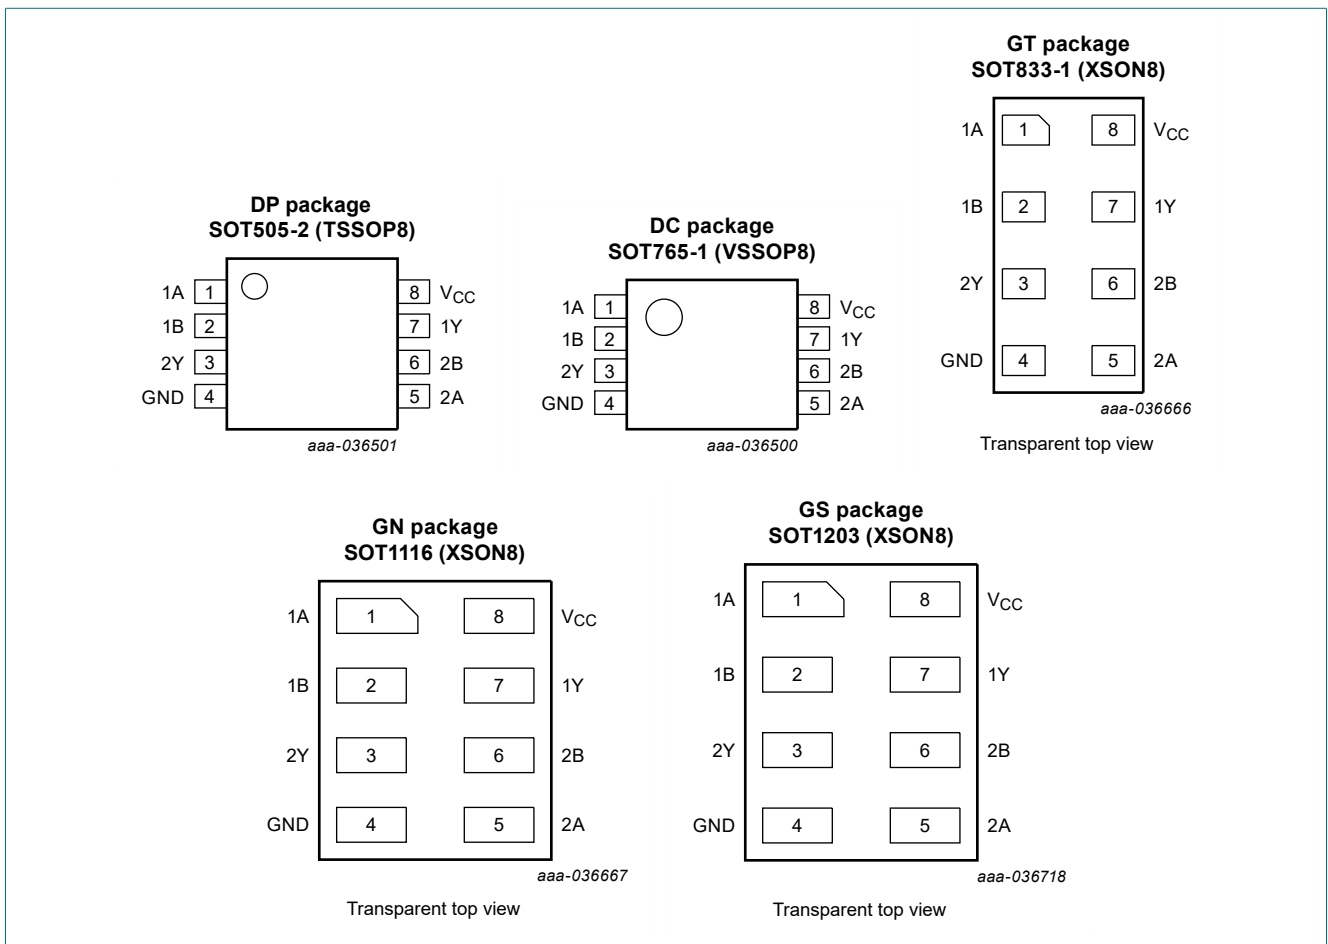 GT package
SOT833-1 (XSON8)
1A 1 8 VCC
1B 2 7 1Y
2Y 3 6 2B
GND 4 5 2A
aaa-036666
Transparent top view
DP package
SOT505-2 (TSSOP8)
1A 1 8 VCC
1B 2 7 1Y
2Y 3 6 2B
GND 4 5 2A
aaa-036501
DC package
SOT765-1 (VSSOP8)
1A 1 8 VCC
1B 2 7 1Y
2Y 3 6 2B
GND 4 5 2A
aaa-036500
GN package
SOT1116 (XSON8)
1A 1 8 VCC
1B 2 7 1Y
2Y 3 6 2B
GND 4 5 2A
aaa-036667
Transparent top view
GS package
SOT1203 (XSON8)
1A 1 8 VCC
1B 2 7 1Y
2Y 3 6 2B
GND 4 5 2A
aaa-036718
Transparent top view